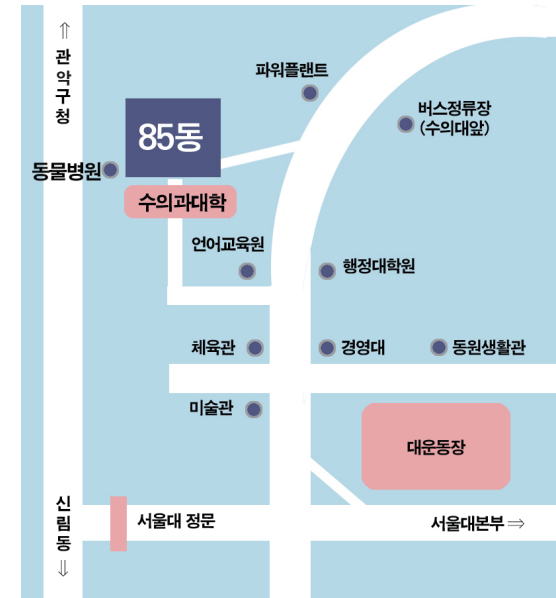 ⇑
관악구청
파워플랜트
버스정류장
(수의대앞)
85동
동물병원
수의과대학
언어교육원
행정대학원
체육관
경영대
동원생활관
미술관
대운동장
신림동
⇓
서울대 정문
서울대본부⇒